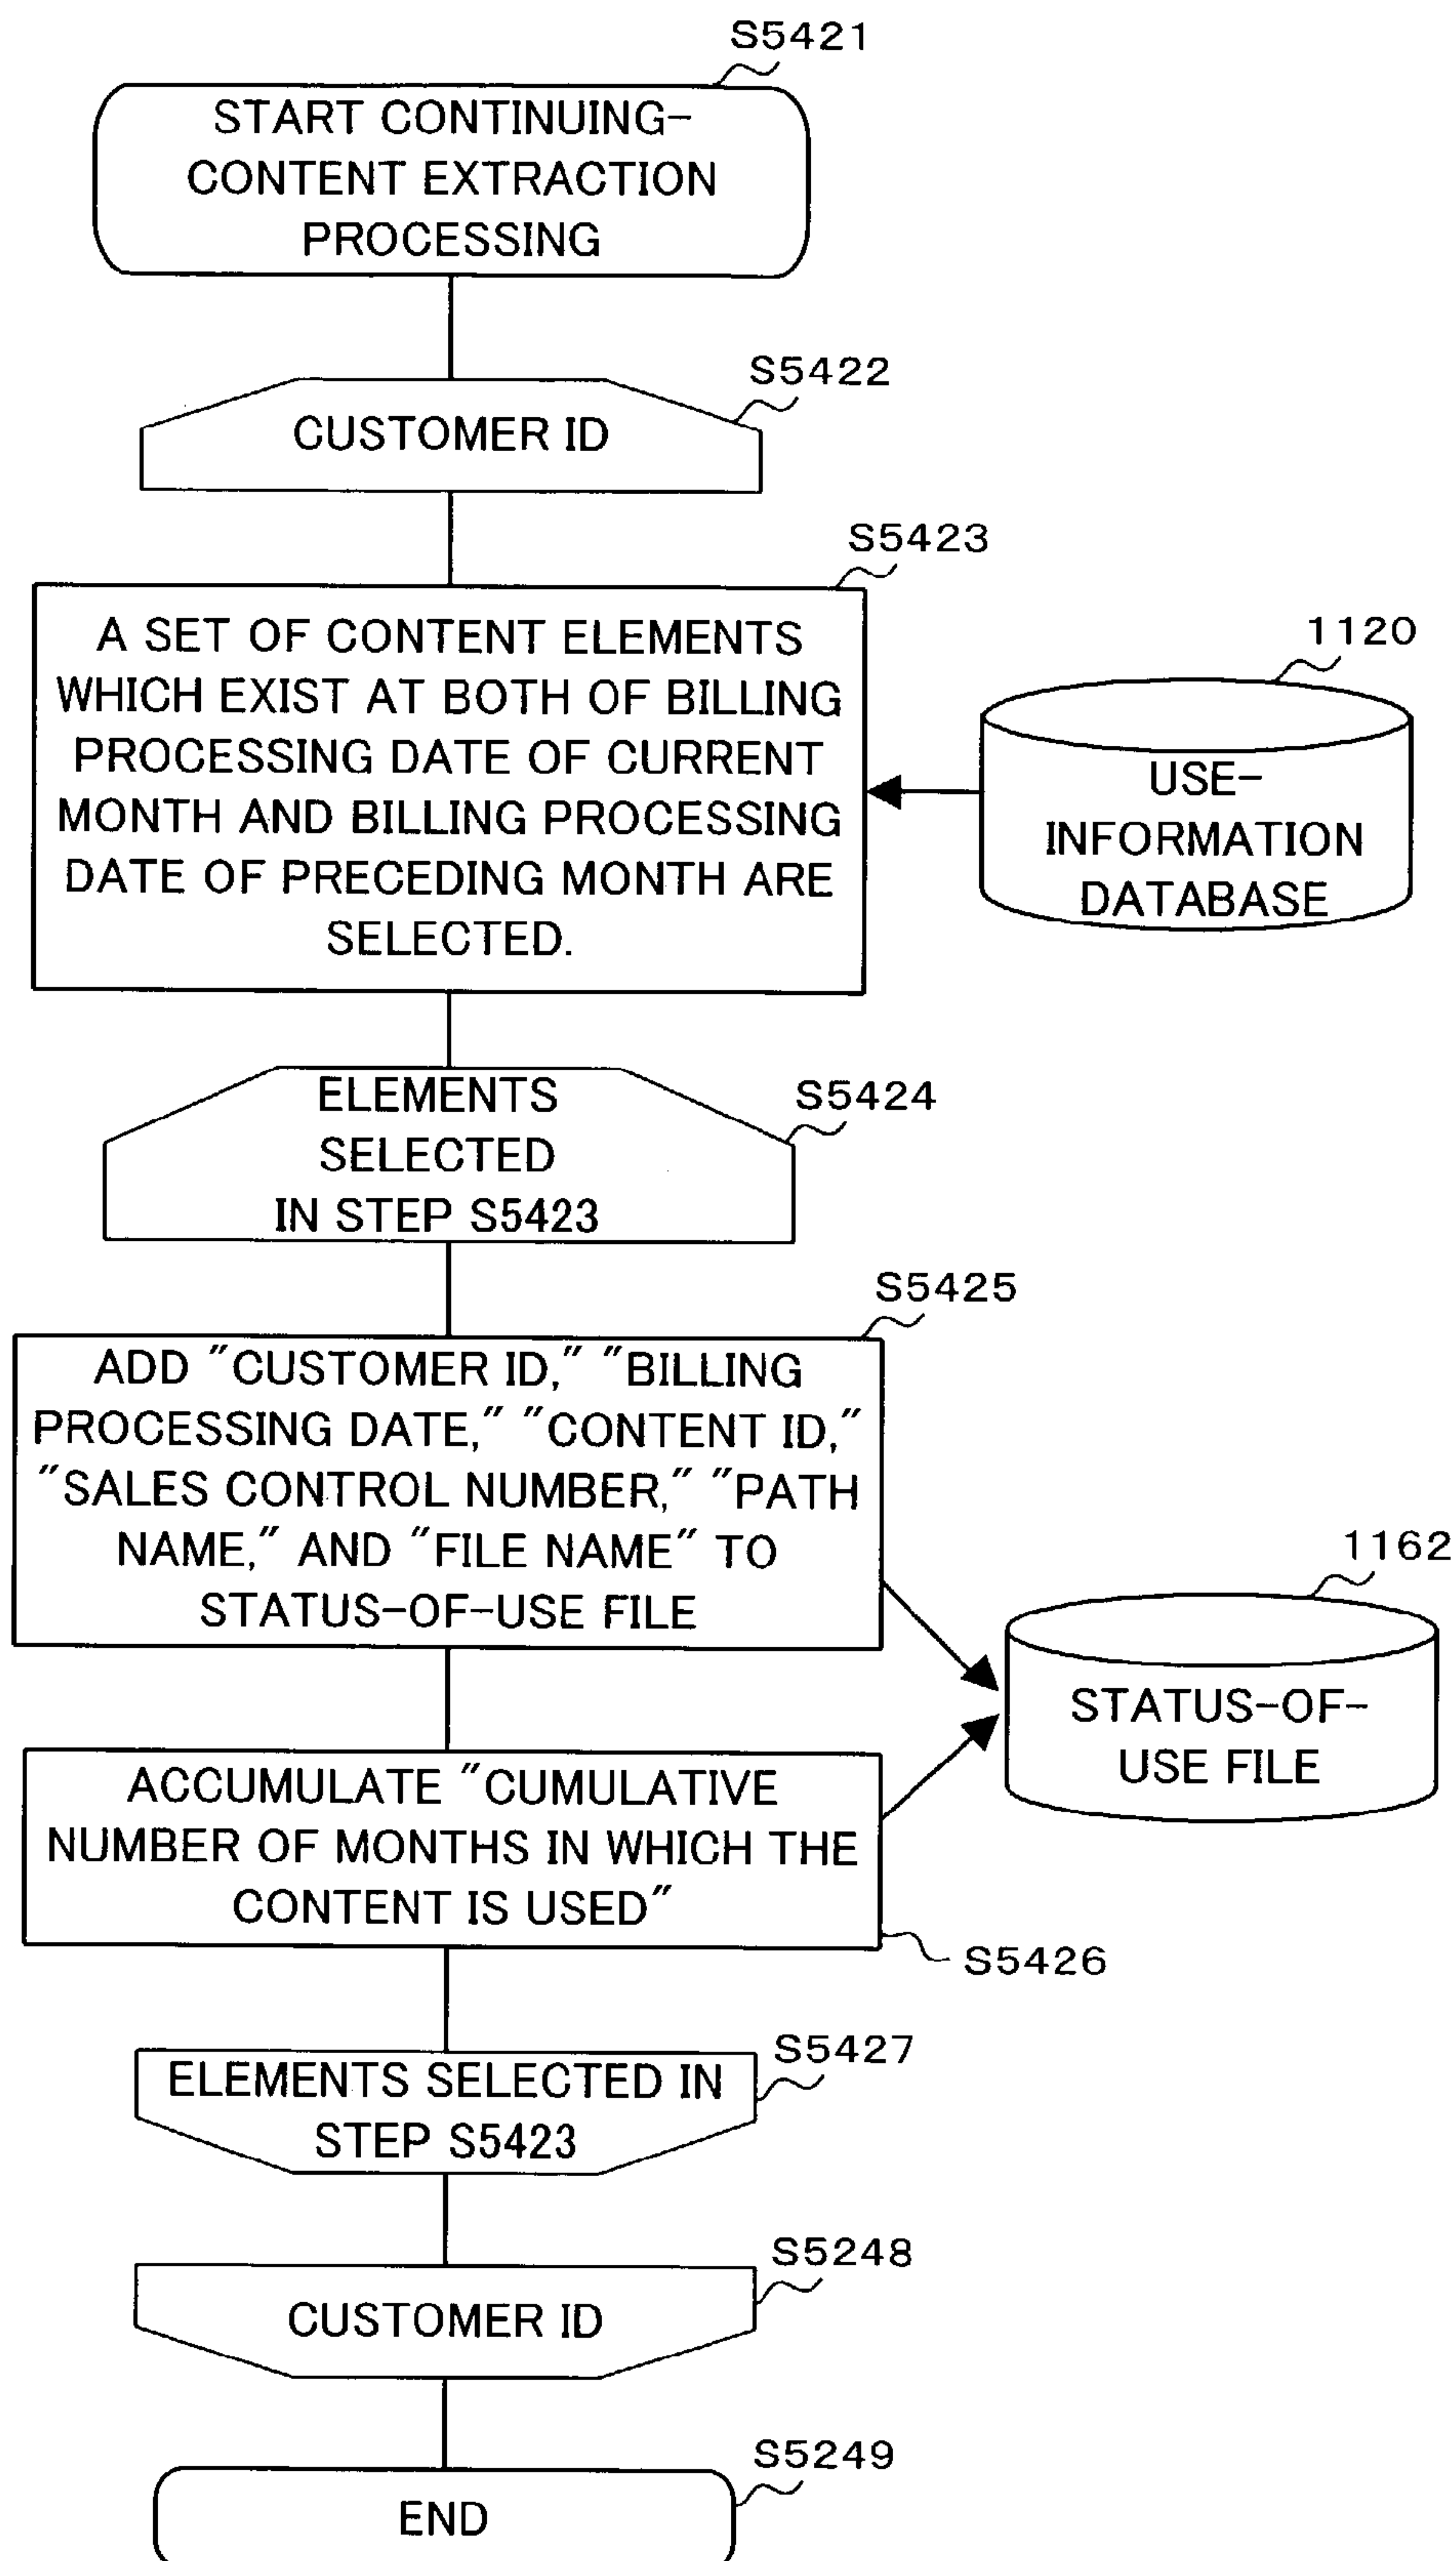 S5421
START CONTINUING-
CONTENT EXTRACTION
PROCESSING
S5422
CUSTOMER ID
S5423
A SET OF CONTENT ELEMENTS
WHICH EXIST AT BOTH OF BILLING
PROCESSING DATE OF CURRENT
MONTH AND BILLING PROCESSING
DATE OF PRECEDING MONTH ARE
SELECTED.
1120
USE-
INFORMATION
DATABASE
S5424
ELEMENTS
SELECTED
IN STEP S5423
S5425
ADD "CUSTOMER ID," "BILLING
PROCESSING DATE," "CONTENT ID,"
"SALES CONTROL NUMBER," "PATH
NAME," AND "FILE NAME" TO
STATUS-OF-USE FILE
1162
STATUS-OF-
USE FILE
ACCUMULATE "CUMULATIVE
NUMBER OF MONTHS IN WHICH THE
CONTENT IS USED"
S5426
S5427
ELEMENTS SELECTED IN
STEP S5423
S5248
CUSTOMER ID
S5249
END